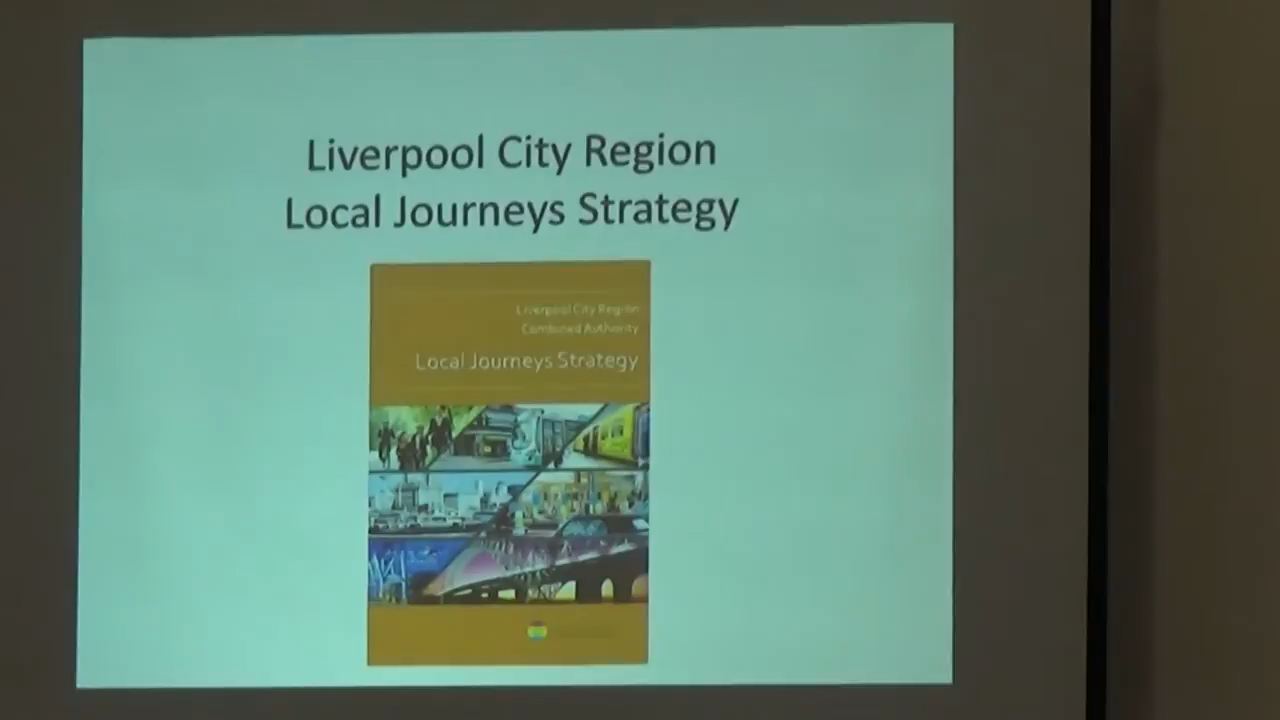 Liverpool City Region
Local Journeys Strategy
Liverpool City Region
Combined Authority
Local Journeys Strategy